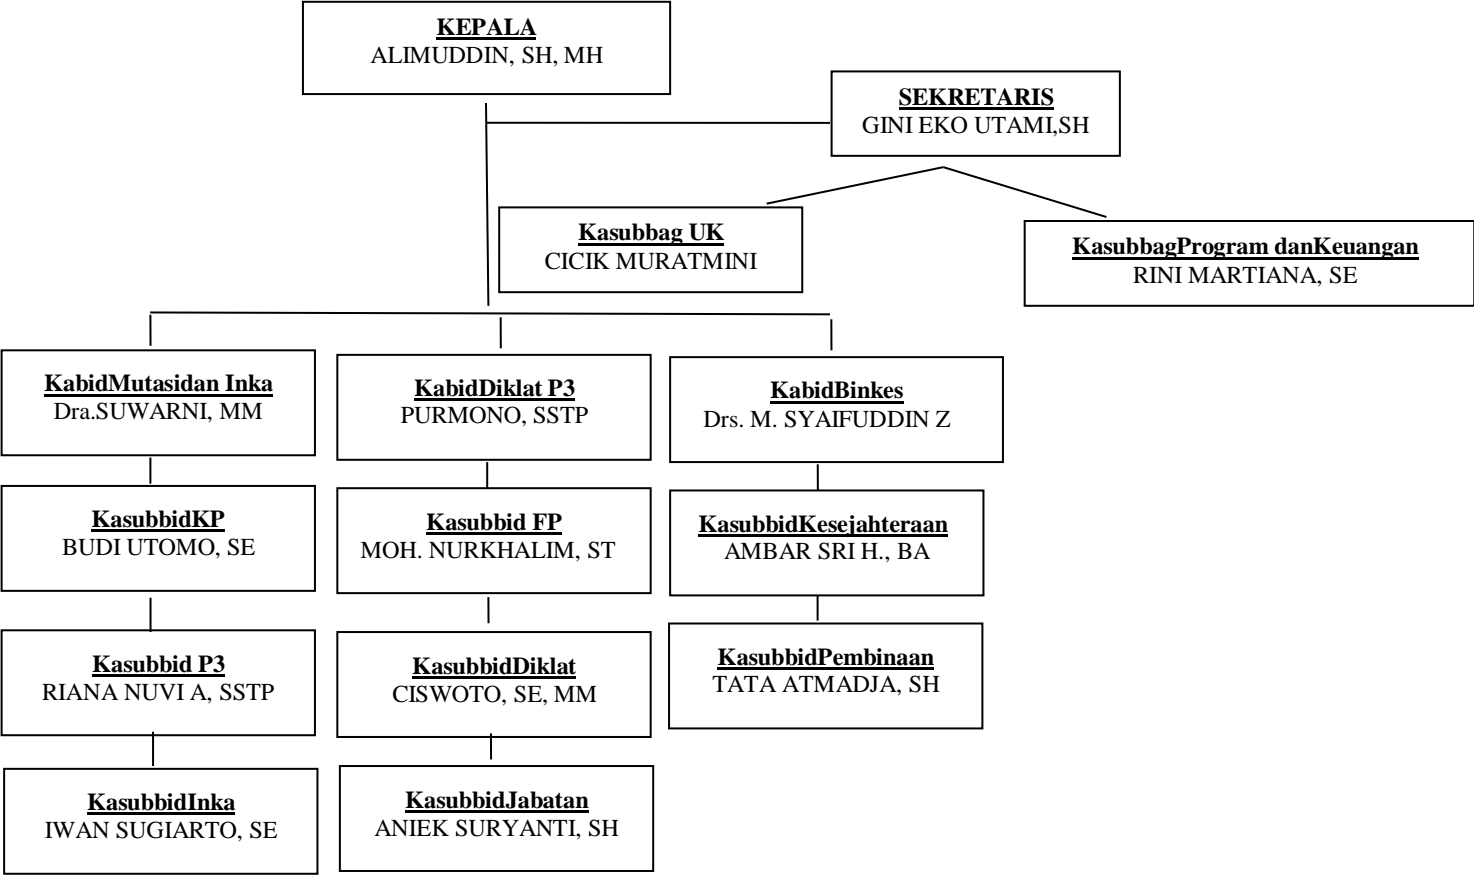 KEPALA
ALIMUDDIN, SH, MH
SEKRETARIS
GINI EKO UTAMI,SH
Kasubbag UK
CICIK MURATMINI
KasubbagProgram danKeuangan
RINI MARTIANA, SE
KabidMutasidan Inka
Dra.SUWARNI, MM
KabidDiklat P3
PURMONO, SSTP
KabidBinkes
Drs. M. SYAIFUDDIN Z
KasubbidKP
BUDI UTOMO, SE
Kasubbid FP
MOH. NURKHALIM, ST
KasubbidKesejahteraan
AMBAR SRI H., BA
Kasubbid P3
RIANA NUVI A, SSTP
KasubbidDiklat
CISWOTO, SE, MM
KasubbidPembinaan
TATA ATMADJA, SH
KasubbidInka
IWAN SUGIARTO, SE
KasubbidJabatan
ANIEK SURYANTI, SH